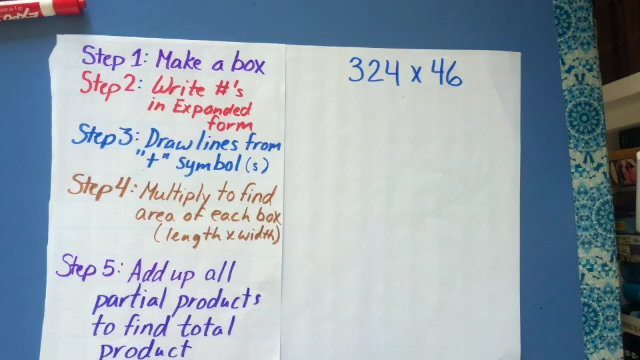 Expo
Step 1: Make a box
Step 2: Write #'s
in Expanded
form
Step 3: Draw lines from
"+" symbol(s)
Step 4: Multiply to find
area of each box
(length x width)
Step 5: Add up all
partial products
to find total
product
324 x 46